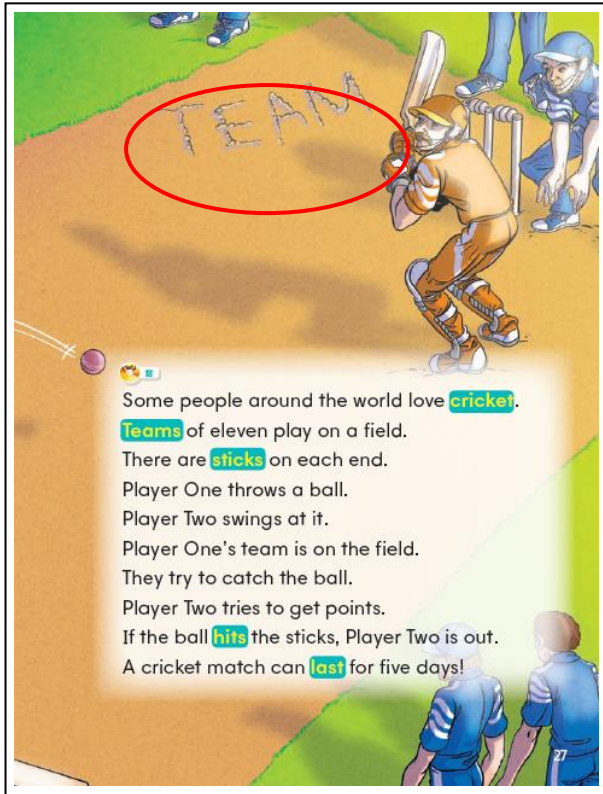 TEAM
Some people around the world love cricket.
Teams of eleven play on a field.
There are sticks on each end.
Player One throws a ball.
Player Two swings at it.
Player One's team is on the field.
They try to catch the ball.
Player Two tries to get points.
If the ball hits the sticks, Player Two is out.
A cricket match can last for five days!
27